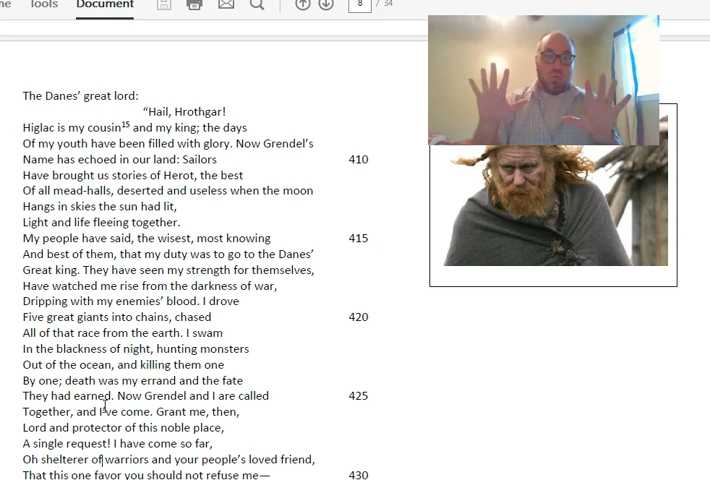 Tools
Document
8 / 34
The Danes’ great lord:
“Hail, Hrothgar!
Higlac is my cousin15 and my king; the days
Of my youth have been filled with glory. Now Grendel’s
Name has echoed in our land: Sailors 410
Have brought us stories of Herot, the best
Of all mead-halls, deserted and useless when the moon
Hangs in skies the sun had lit,
Light and life fleeing together.
My people have said, the wisest, most knowing 415
And best of them, that my duty was to go to the Danes’
Great king. They have seen my strength for themselves,
Have watched me rise from the darkness of war,
Dripping with my enemies’ blood. I drove
Five great giants into chains, chased 420
All of that race from the earth. I swam
In the blackness of night, hunting monsters
Out of the ocean, and killing them one
By one; death was my errand and the fate
They had earned. Now Grendel and I are called 425
Together, and I’ve come. Grant me, then,
Lord and protector of this noble place,
A single request! I have come so far,
Oh shelterer of warriors and your people’s loved friend,
That this one favor you should not refuse me— 430